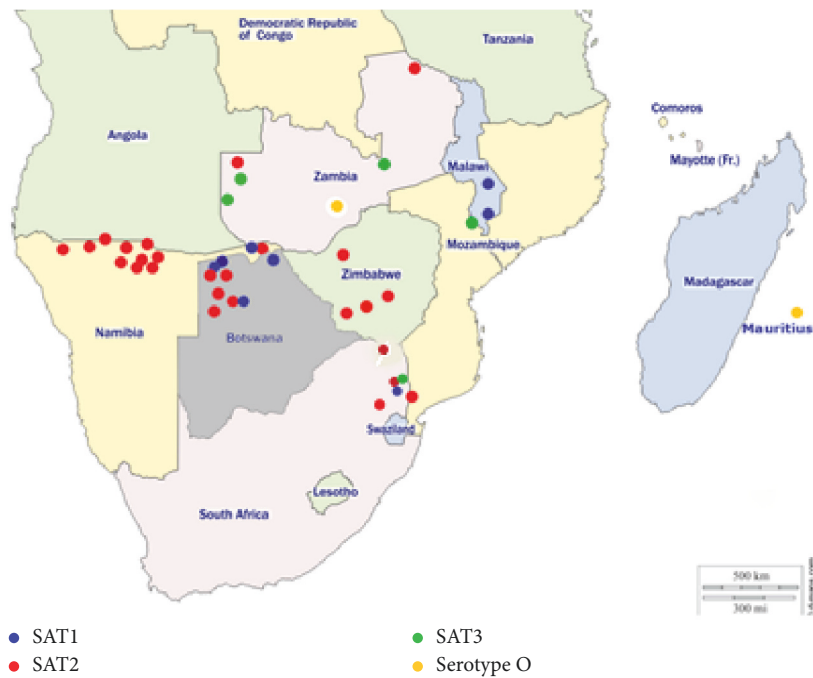 Democratic Republic
of Congo
Tanzania
Angola
Comoros
Mayotte (Fr.)
Malawi
Zambia
Mozambique
Zimbabwe
Madagascar
Namibia
Botswana
Mauritius
Swaziland
Lesotho
South Africa
500 km
300 mi
SAT1
SAT2
SAT3
Serotype O